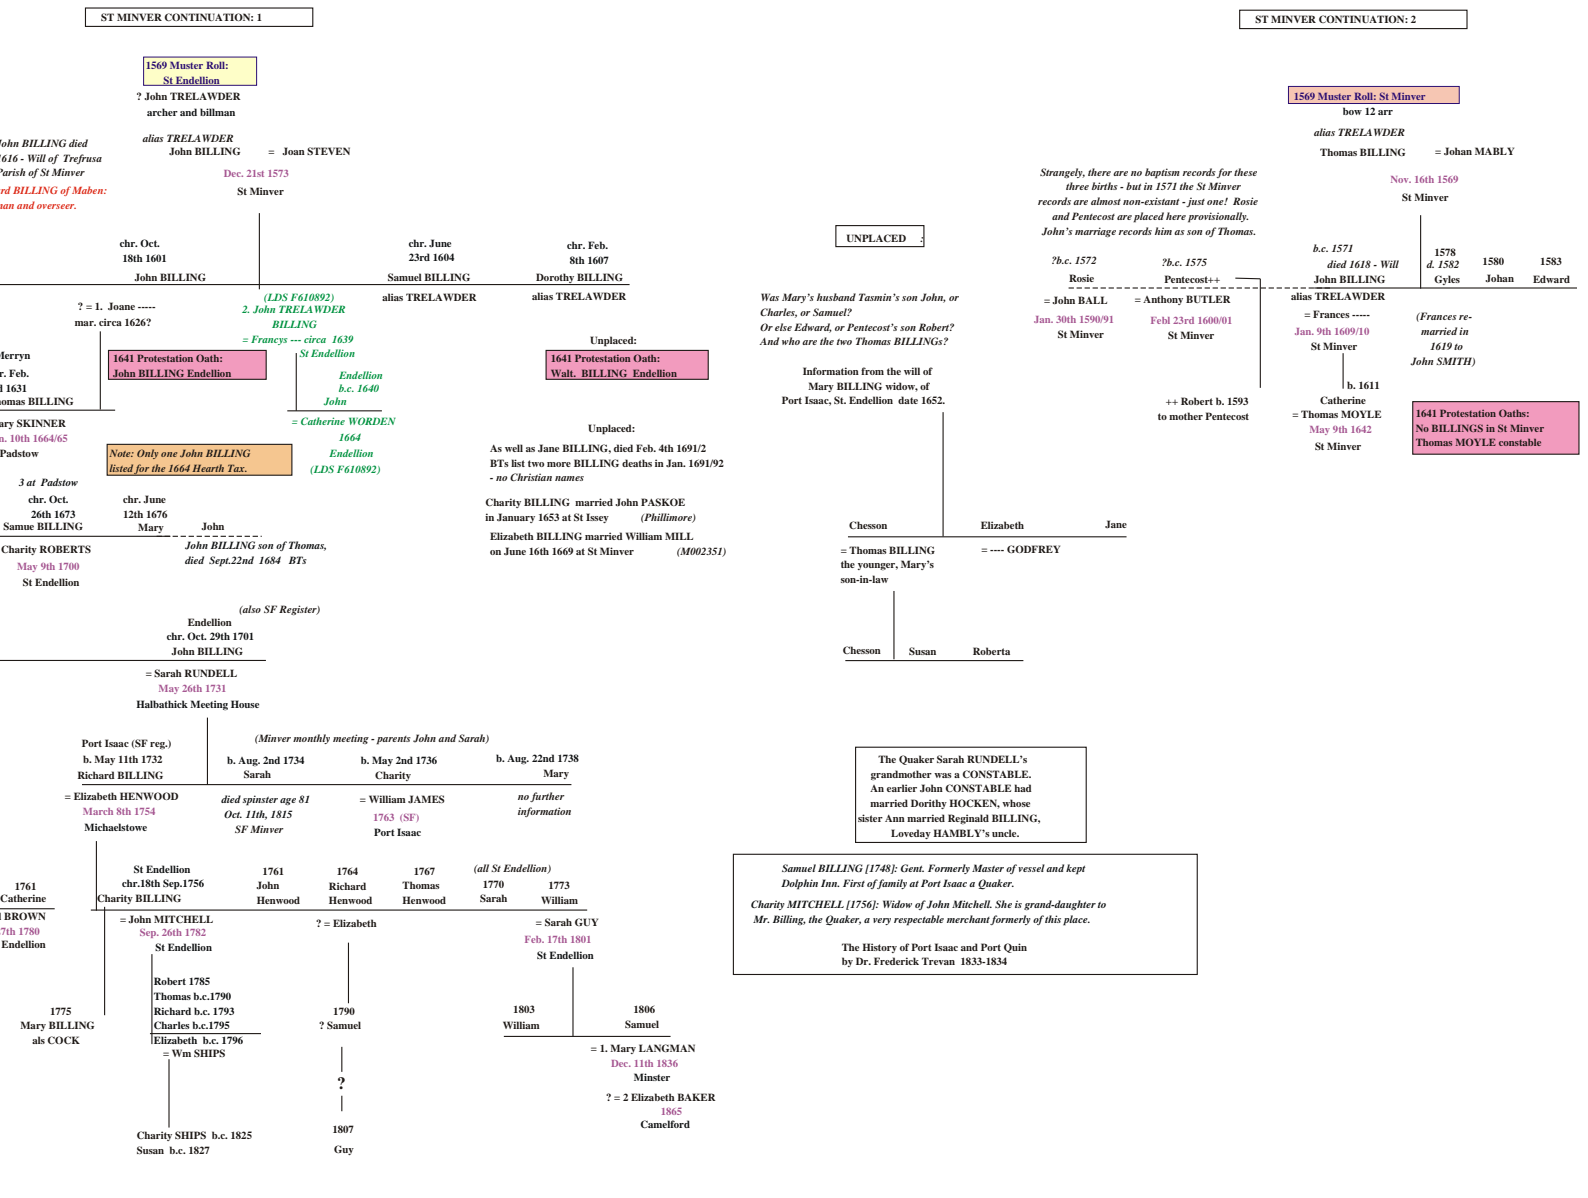 ST MINVER CONTINUATION: 1
1569 Muster Roll:
St Endellion
? John TRELAWDER
archer and billman
alias TRELAWDER
John BILLING = Joan STEVEN
Dec. 21st 1573
St Minver
John BILLING died
1616 - Will of Trefrusa
Parish of St Minver
rd BILLING of Maben:
man and overseer.
chr. Oct.
18th 1601
John BILLING
chr. June
23rd 1604
Samuel BILLING
alias TRELAWDER
chr. Feb.
8th 1607
Dorothy BILLING
alias TRELAWDER
? = 1. Joane -----
mar. circa 1626?
(LDS F610892)
2. John TRELAWDER
BILLING
= Francys --- circa 1639
St Endellion
1641 Protestation Oath:
John BILLING Endellion
Unplaced:
1641 Protestation Oath:
Walt. BILLING Endellion
Merryn
r. Feb.
d 1631
omas BILLING
ary SKINNER
n. 10th 1664/65
Padstow
Endellion
b.c. 1640
John
= Catherine WORDEN
1664
Endellion
(LDS F610892)
Note: Only one John BILLING
listed for the 1664 Hearth Tax.
Unplaced:
As well as Jane BILLING, died Feb. 4th 1691/2
BTs list two more BILLING deaths in Jan. 1691/92
- no Christian names
Charity BILLING married John PASKOE
in January 1653 at St Issey (Phillimore)
Elizabeth BILLING married William MILL
on June 16th 1669 at St Minver (M002351)
3 at Padstow
chr. Oct.
26th 1673
Samue BILLING
chr. June
12th 1676
Mary
John
John BILLING son of Thomas,
died Sept.22nd 1684 BTs
Charity ROBERTS
May 9th 1700
St Endellion
(also SF Register)
Endellion
chr. Oct. 29th 1701
John BILLING
= Sarah RUNDELL
May 26th 1731
Halbathick Meeting House
Port Isaac (SF reg.)
b. May 11th 1732
Richard BILLING
(Minver monthly meeting - parents John and Sarah)
b. Aug. 2nd 1734
Sarah
b. May 2nd 1736
Charity
b. Aug. 22nd 1738
Mary
= Elizabeth HENWOOD
March 8th 1754
Michaelstowe
died spinster age 81
Oct. 11th, 1815
SF Minver
= William JAMES
1763 (SF)
Port Isaac
no further
information
1761
Catherine
l BROWN
7th 1780
Endellion
St Endellion
chr.18th Sep.1756
Charity BILLING
1761
John
Henwood
1764
Richard
Henwood
1767
Thomas
Henwood
(all St Endellion)
1770
Sarah
1773
William
= John MITCHELL
Sep. 26th 1782
St Endellion
? = Elizabeth
= Sarah GUY
Feb. 17th 1801
St Endellion
1775
Mary BILLING
als COCK
Robert 1785
Thomas b.c.1790
Richard b.c. 1793
Charles b.c.1795
Elizabeth b.c. 1796
= Wm SHIPS
1790
? Samuel
?
1807
Guy
1803
William
1806
Samuel
= 1. Mary LANGMAN
Dec. 11th 1836
Minster
? = 2 Elizabeth BAKER
1865
Camelford
Charity SHIPS b.c. 1825
Susan b.c. 1827
ST MINVER CONTINUATION: 2
1569 Muster Roll: St Minver
bow 12 arr
alias TRELAWDER
Thomas BILLING = Johan MABLY
Nov. 16th 1569
St Minver
Strangely, there are no baptism records for these
three births - but in 1571 the St Minver
records are almost non-existant - just one! Rosie
and Pentecost are placed here provisionally.
John's marriage records him as son of Thomas.
UNPLACED :
?b.c. 1572
Rosie
?b.c. 1575
Pentecost++
b.c. 1571
died 1618 - Will
John BILLING
1578
d. 1582
Gyles
1580
Johan
1583
Edward
= John BALL
Jan. 30th 1590/91
St Minver
= Anthony BUTLER
Febl 23rd 1600/01
St Minver
alias TRELAWDER
= Frances -----
Jan. 9th 1609/10
St Minver
(Frances re-
married in
1619 to
John SMITH)
Was Mary's husband Tasmin's son John, or
Charles, or Samuel?
Or else Edward, or Pentecost's son Robert?
And who are the two Thomas BILLINGs?
Information from the will of
Mary BILLING widow, of
Port Isaac, St. Endellion date 1652.
++ Robert b. 1593
to mother Pentecost
b. 1611
Catherine
= Thomas MOYLE
May 9th 1642
St Minver
1641 Protestation Oaths:
No BILLINGS in St Minver
Thomas MOYLE constable
Chesson
Elizabeth
Jane
= Thomas BILLING
the younger, Mary's
son-in-law
= ---- GODFREY
Chesson
Susan
Roberta
The Quaker Sarah RUNDELL's
grandmother was a CONSTABLE.
An earlier John CONSTABLE had
married Dorithy HOCKEN, whose
sister Ann married Reginald BILLING,
Loveday HAMBLY's uncle.
Samuel BILLING [1748]: Gent. Formerly Master of vessel and kept
Dolphin Inn. First of family at Port Isaac a Quaker.
Charity MITCHELL [1756]: Widow of John Mitchell. She is grand-daughter to
Mr. Billing, the Quaker, a very respectable merchant formerly of this place.
The History of Port Isaac and Port Quin
by Dr. Frederick Trevan 1833-1834